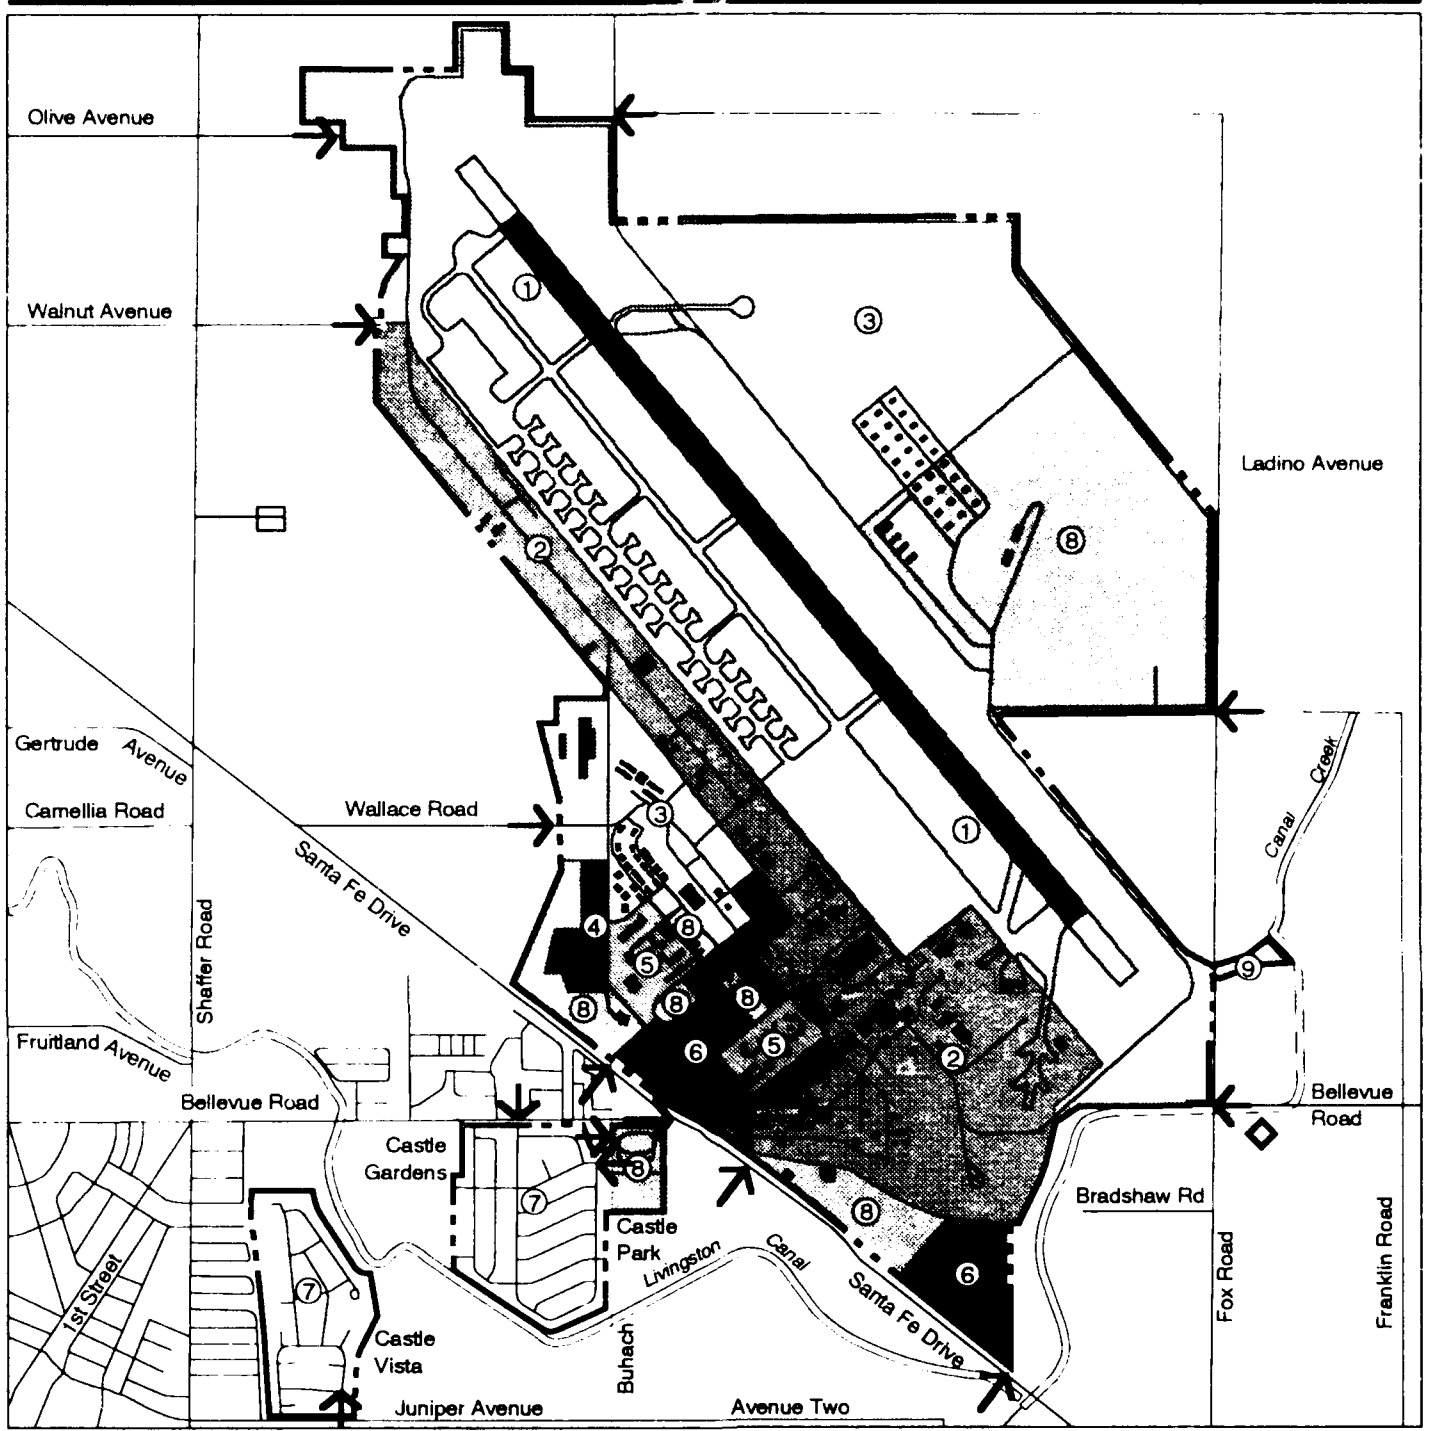 Olive Avenue
①
Walnut Avenue
③
Ladino Avenue
⑧
②
Gertrude Avenue
Camellia Road
Wallace Road
③
①
Canal Creek
Santa Fe Drive
Shaffer Road
④
⑧
⑤
⑧
⑧
⑧
⑨
⑥
⑤
②
Fruitland Avenue
Bellevue Road
Bellevue
Road
Castle
Gardens
⑧
⑦
⑧
Bradshaw Rd
Castle
Park
Livingston Canal
⑥
1st Street
⑦
Santa Fe Drive
Fox Road
Franklin Road
Castle
Vista
Buhach
Juniper Avenue
Avenue Two